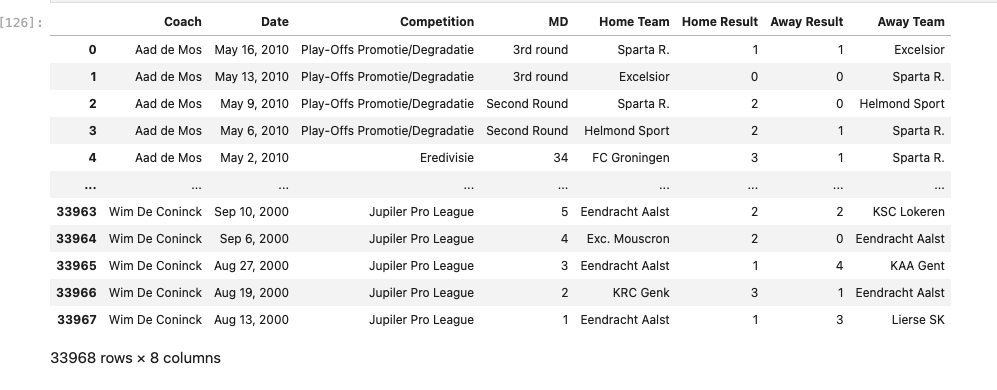 [126]:
Coach Date Competition MD Home Team Home Result Away Result Away Team
0 Aad de Mos May 16, 2010 Play-Offs Promotie/Degradatie 3rd round Sparta R. 1 1 Excelsior
1 Aad de Mos May 13, 2010 Play-Offs Promotie/Degradatie 3rd round Excelsior 0 0 Sparta R.
2 Aad de Mos May 9, 2010 Play-Offs Promotie/Degradatie Second Round Sparta R. 2 0 Helmond Sport
3 Aad de Mos May 6, 2010 Play-Offs Promotie/Degradatie Second Round Helmond Sport 2 1 Sparta R.
4 Aad de Mos May 2, 2010 Eredivisie 34 FC Groningen 3 1 Sparta R.
... ... ... ... ... ... ... ... ...
33963 Wim De Coninck Sep 10, 2000 Jupiler Pro League 5 Eendracht Aalst 2 2 KSC Lokeren
33964 Wim De Coninck Sep 6, 2000 Jupiler Pro League 4 Exc. Mouscron 2 0 Eendracht Aalst
33965 Wim De Coninck Aug 27, 2000 Jupiler Pro League 3 Eendracht Aalst 1 4 KAA Gent
33966 Wim De Coninck Aug 19, 2000 Jupiler Pro League 2 KRC Genk 3 1 Eendracht Aalst
33967 Wim De Coninck Aug 13, 2000 Jupiler Pro League 1 Eendracht Aalst 1 3 Lierse SK
33968 rows × 8 columns